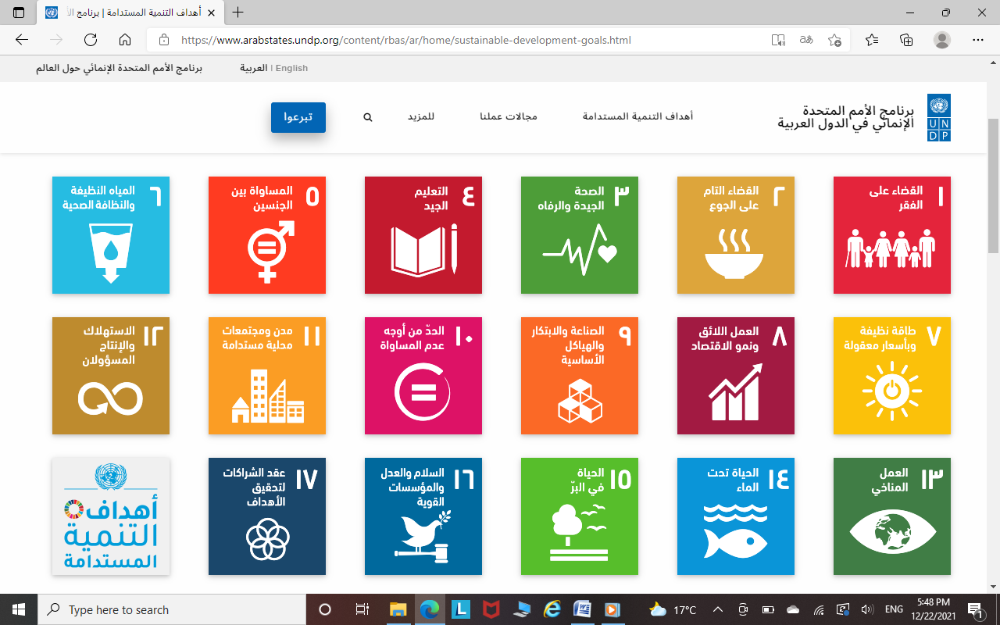 أهداف التنمية المستدامة | برنامج الأ
https://www.arabstates.undp.org/content/rbas/ar/home/sustainable-development-goals.html
برنامج الأمم المتحدة الإنمائي حول العالم
العربية | English
برنامج الأمم المتحدة
الإنمائي في الدول العربية
UN
DP
أهداف التنمية المستدامة
مجالات عملنا
للمزيد
تبرعوا
١ القضاء على
الفقر
٢ القضاء التام
على الجوع
٣ الصحة
الجيدة والرفاه
٤ التعليم
الجيد
٥ المساواة بين
الجنسين
٦ المياه النظيفة
والنظافة الصحية
٧ طاقة نظيفة
وبأسعار معقولة
٨ العمل اللائق
ونمو الاقتصاد
٩ الصناعة والابتكار
والهياكل
الأساسية
١٠ الحدّ من أوجه
عدم المساواة
١١ مدن ومجتمعات
محلية مستدامة
١٢ الاستهلاك
والإنتاج
المسؤولان
١٣ العمل
المناخي
١٤ الحياة تحت
الماء
١٥ الحياة
في البرّ
١٦ السلام والعدل
والمؤسسات
القوية
١٧ عقد الشراكات
لتحقيق
الأهداف
أهداف
التنمية
المستدامة
Type here to search
17°C
ENG
5:48 PM
12/22/2021
1